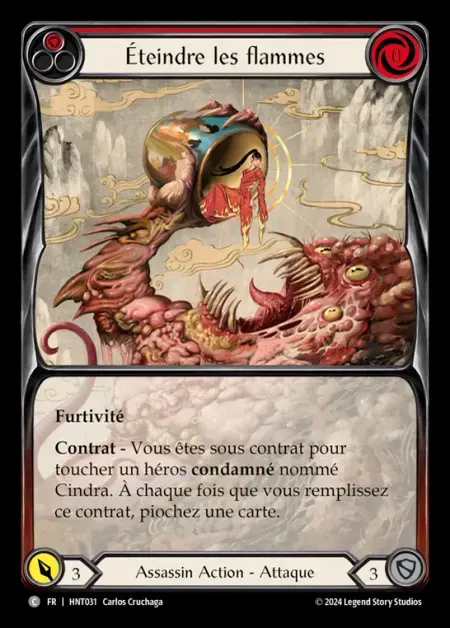 Éteindre les flammes
0
Furtivité
Contrat - Vous êtes sous contrat pour
toucher un héros condamné nommé
Cindra. À chaque fois que vous remplissez
ce contrat, piochez une carte.
3
Assassin Action - Attaque
3
C FR | HNT031 Carlos Cruchaga
© 2024 Legend Story Studios